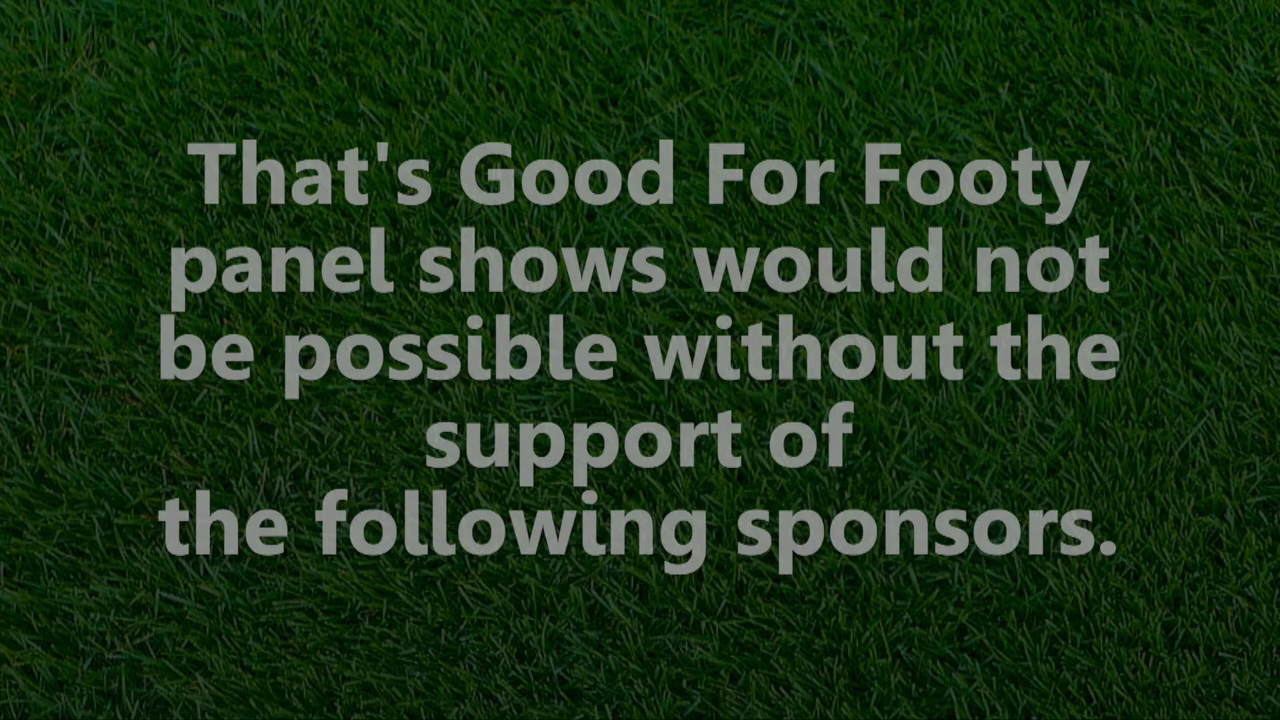 That's Good For Footy
panel shows would not
be possible without the
support of
the following sponsors.